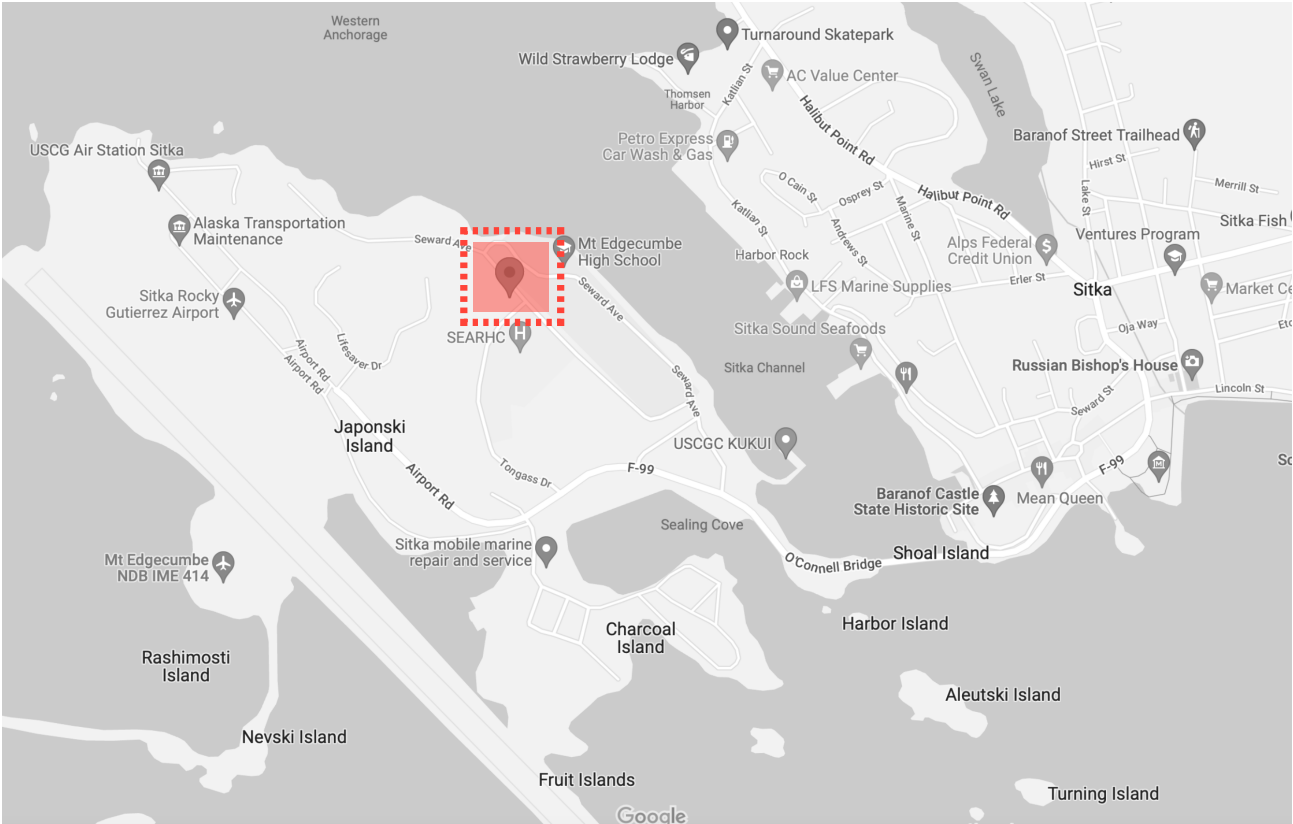 Western
Anchorage
Turnaround Skatepark
Wild Strawberry Lodge
AC Value Center
Thomsen
Harbor
Katlian St
Swan Lake
Halibut Point Rd
Petro Express
Car Wash & Gas
Baranof Street Trailhead
Hirst St
USCG Air Station Sitka
O Cain St
Osprey St
Lake St
Merrill St
Halibut Point Rd
Marine St
Katlian St
Andrews St
Sitka Fish
Alaska Transportation
Maintenance
Seward Ave
Mt Edgecumbe
High School
Harbor Rock
Alps Federal
Credit Union
Ventures Program
Erler St
LFS Marine Supplies
Sitka
Market Ce
Sitka Rocky
Gutierrez Airport
Seward Ave
SEARHC
H
Sitka Sound Seafoods
Oja Way
Etc
Lifesaver Dr
Airport Rd
Airport Rd
Sitka Channel
Russian Bishop's House
Seward Ave
Seward St
Lincoln St
Japonski
Island
USCGC KUKUI
Airport Rd
Tongass Dr
F-99
F-99
Sc
Baranof Castle
State Historic Site
Mean Queen
Sealing Cove
Sitka mobile marine
repair and service
O'Connell Bridge
Shoal Island
Mt Edgecumbe
NDB IME 414
Charcoal
Island
Harbor Island
Rashimosti
Island
Aleutski Island
Nevski Island
Fruit Islands
Turning Island
Google